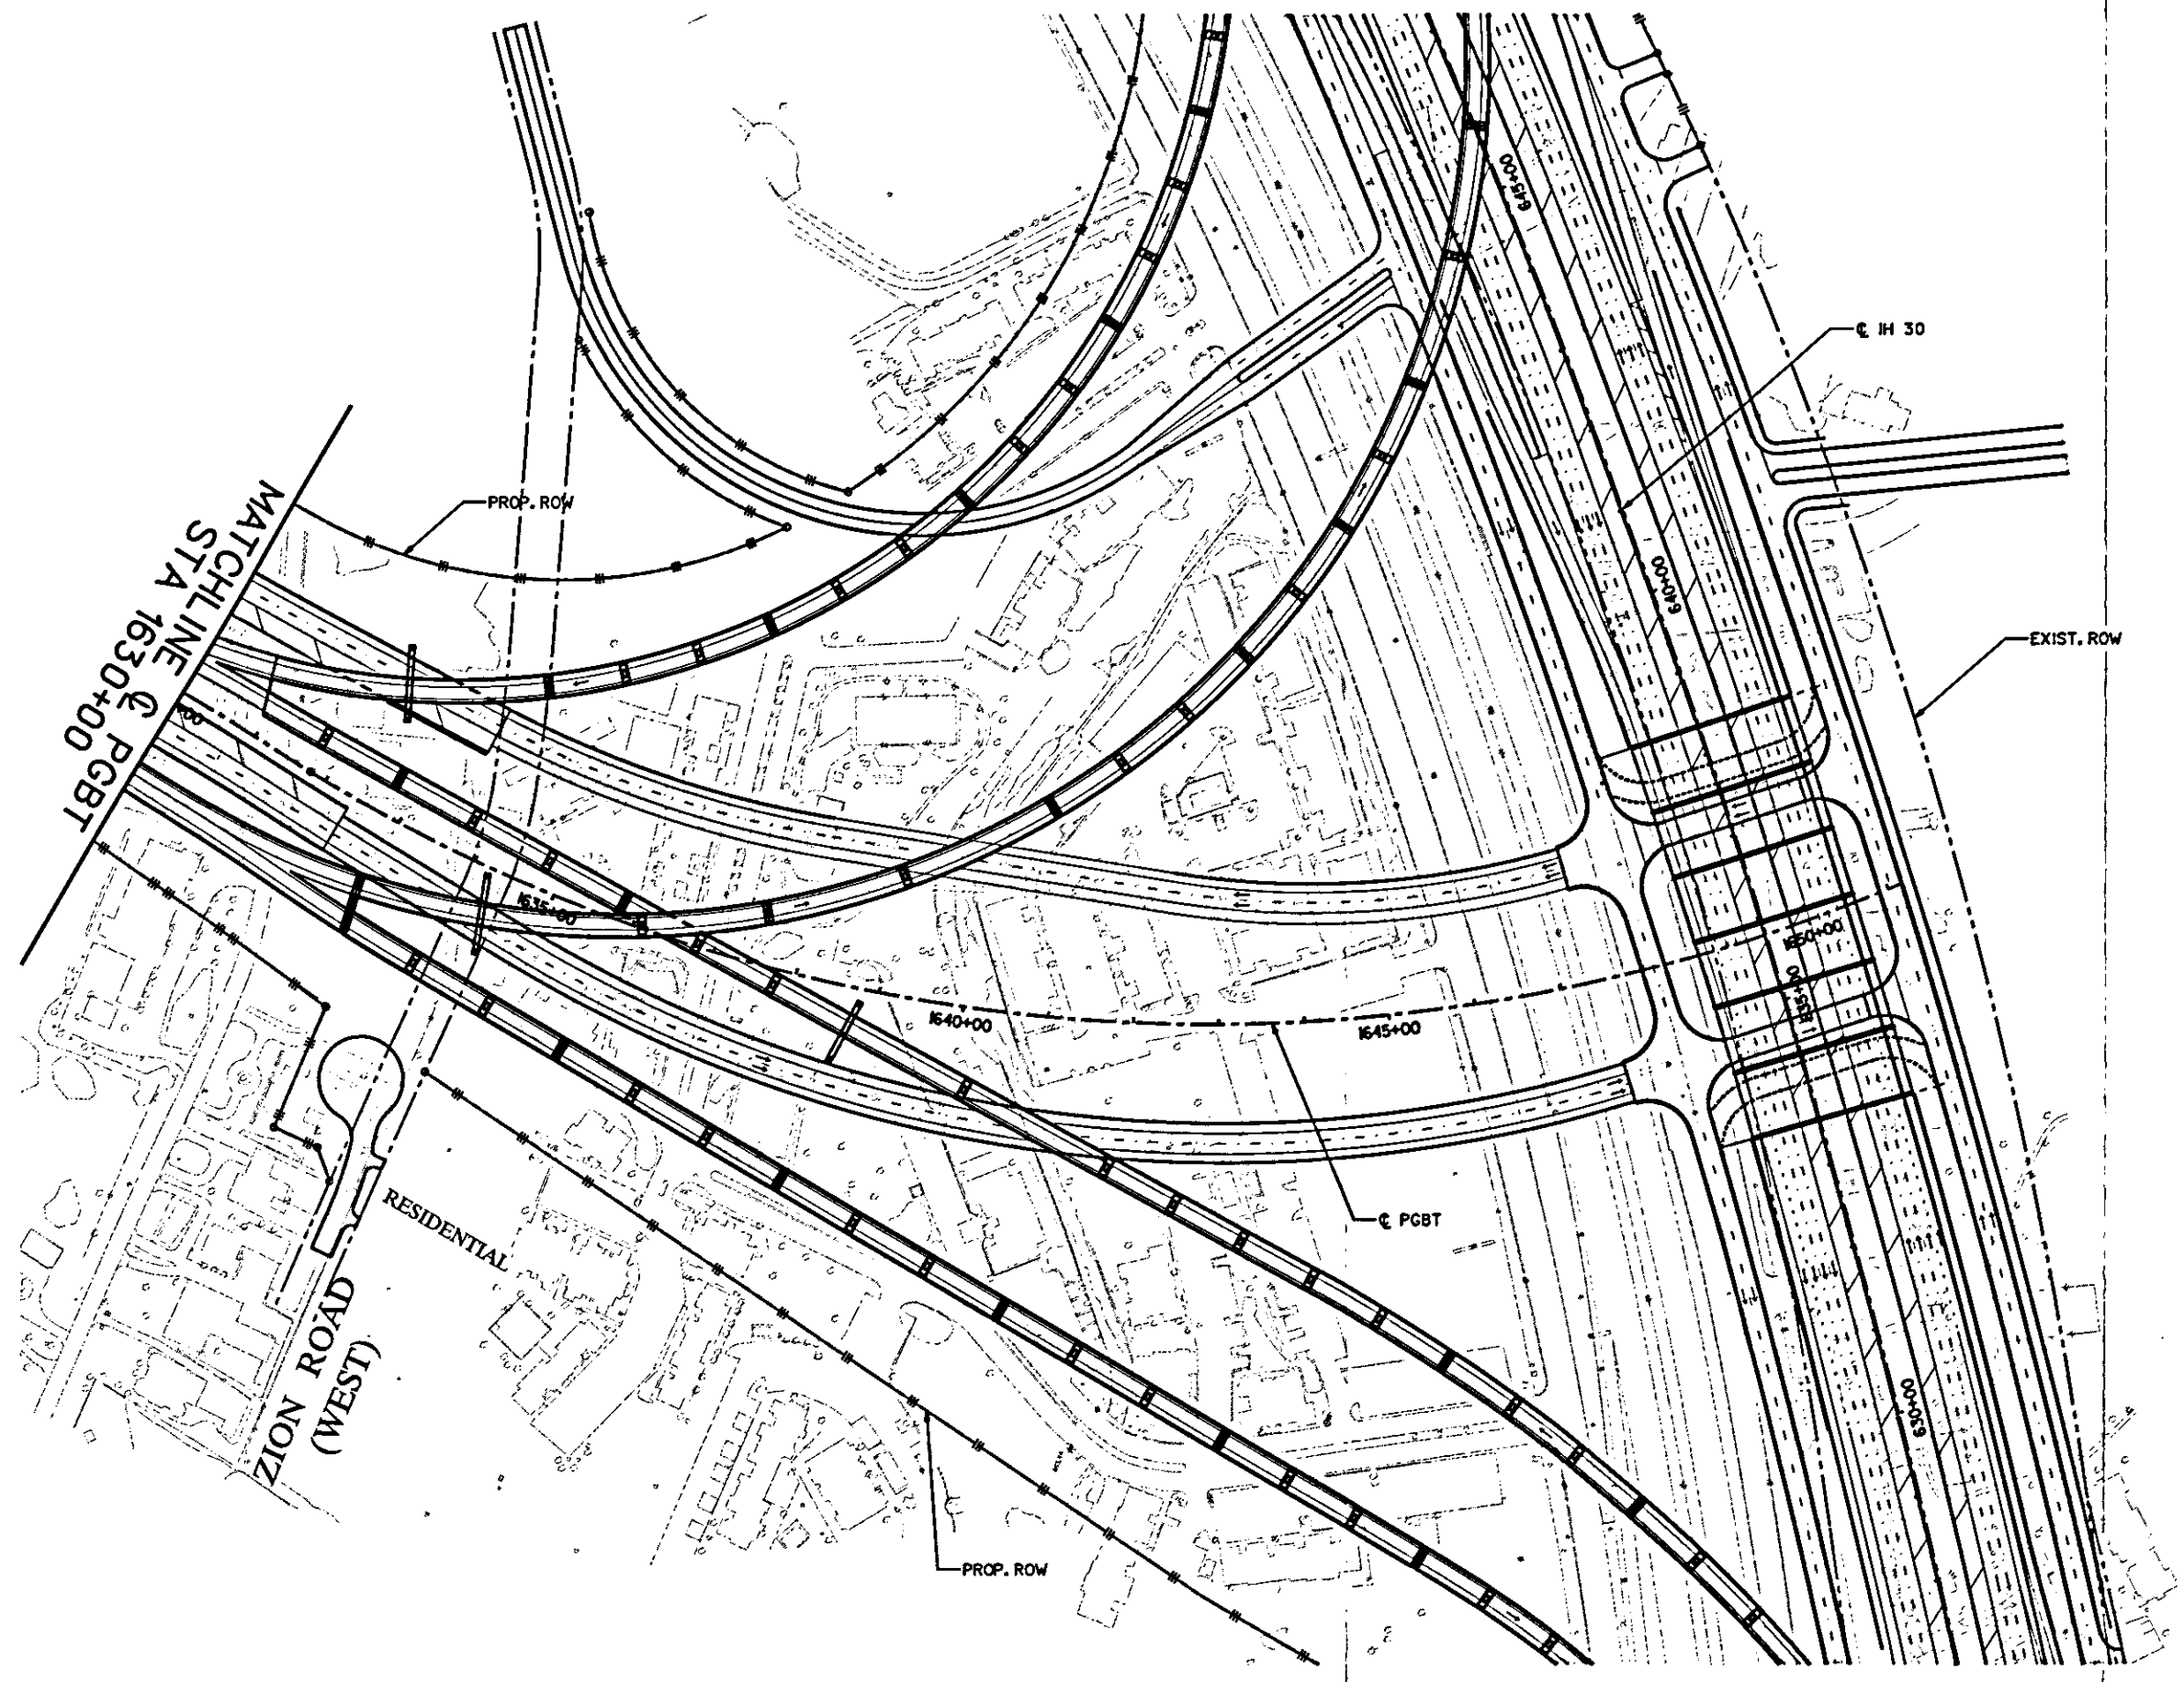 645+00
℄ IH 30
PROP. ROW
MATCHLINE ℄ PGBT
STA 1630+00
+00
640+00
EXIST. ROW
1635+00
1640+00
1645+00
1650+00
635+00
℄ PGBT
RESIDENTIAL
ZION ROAD
(WEST)
630+00
PROP. ROW